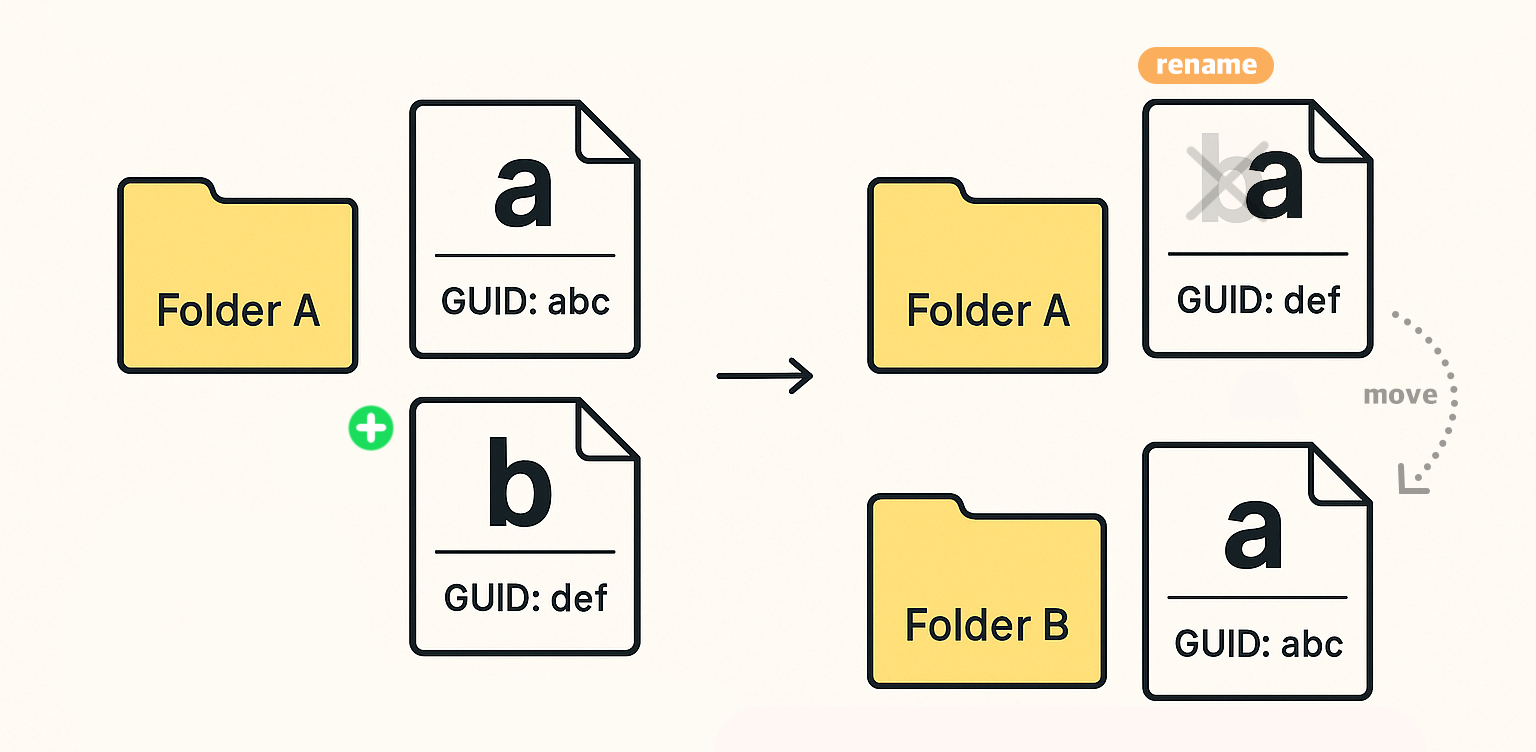 Folder A
a
GUID: abc
b
GUID: def
rename
Folder A
b a
GUID: def
move
Folder B
a
GUID: abc